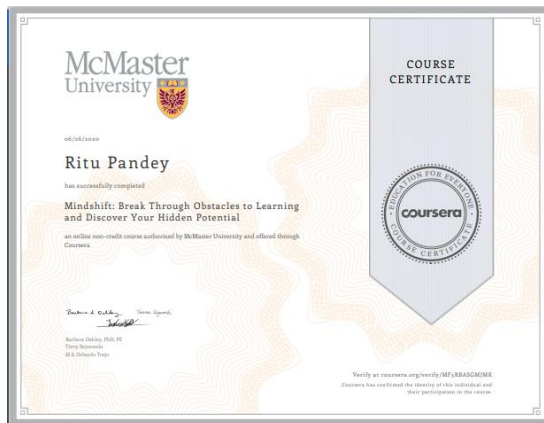 McMaster
University
COURSE
CERTIFICATE
06/26/2020
Ritu Pandey
has successfully completed
Mindshift: Break Through Obstacles to Learning
and Discover Your Hidden Potential
an online non-credit course authorized by McMaster University and offered through
Coursera
EDUCATION FOR EVERYONE
coursera
COURSE CERTIFICATE
Barbara Oakley, PhD, PE
Terry Sejnowski
M.S. Orlando Trejo
Verify at coursera.org/verify/
Coursera has confirmed the identity of this individual and
their participation in the course.